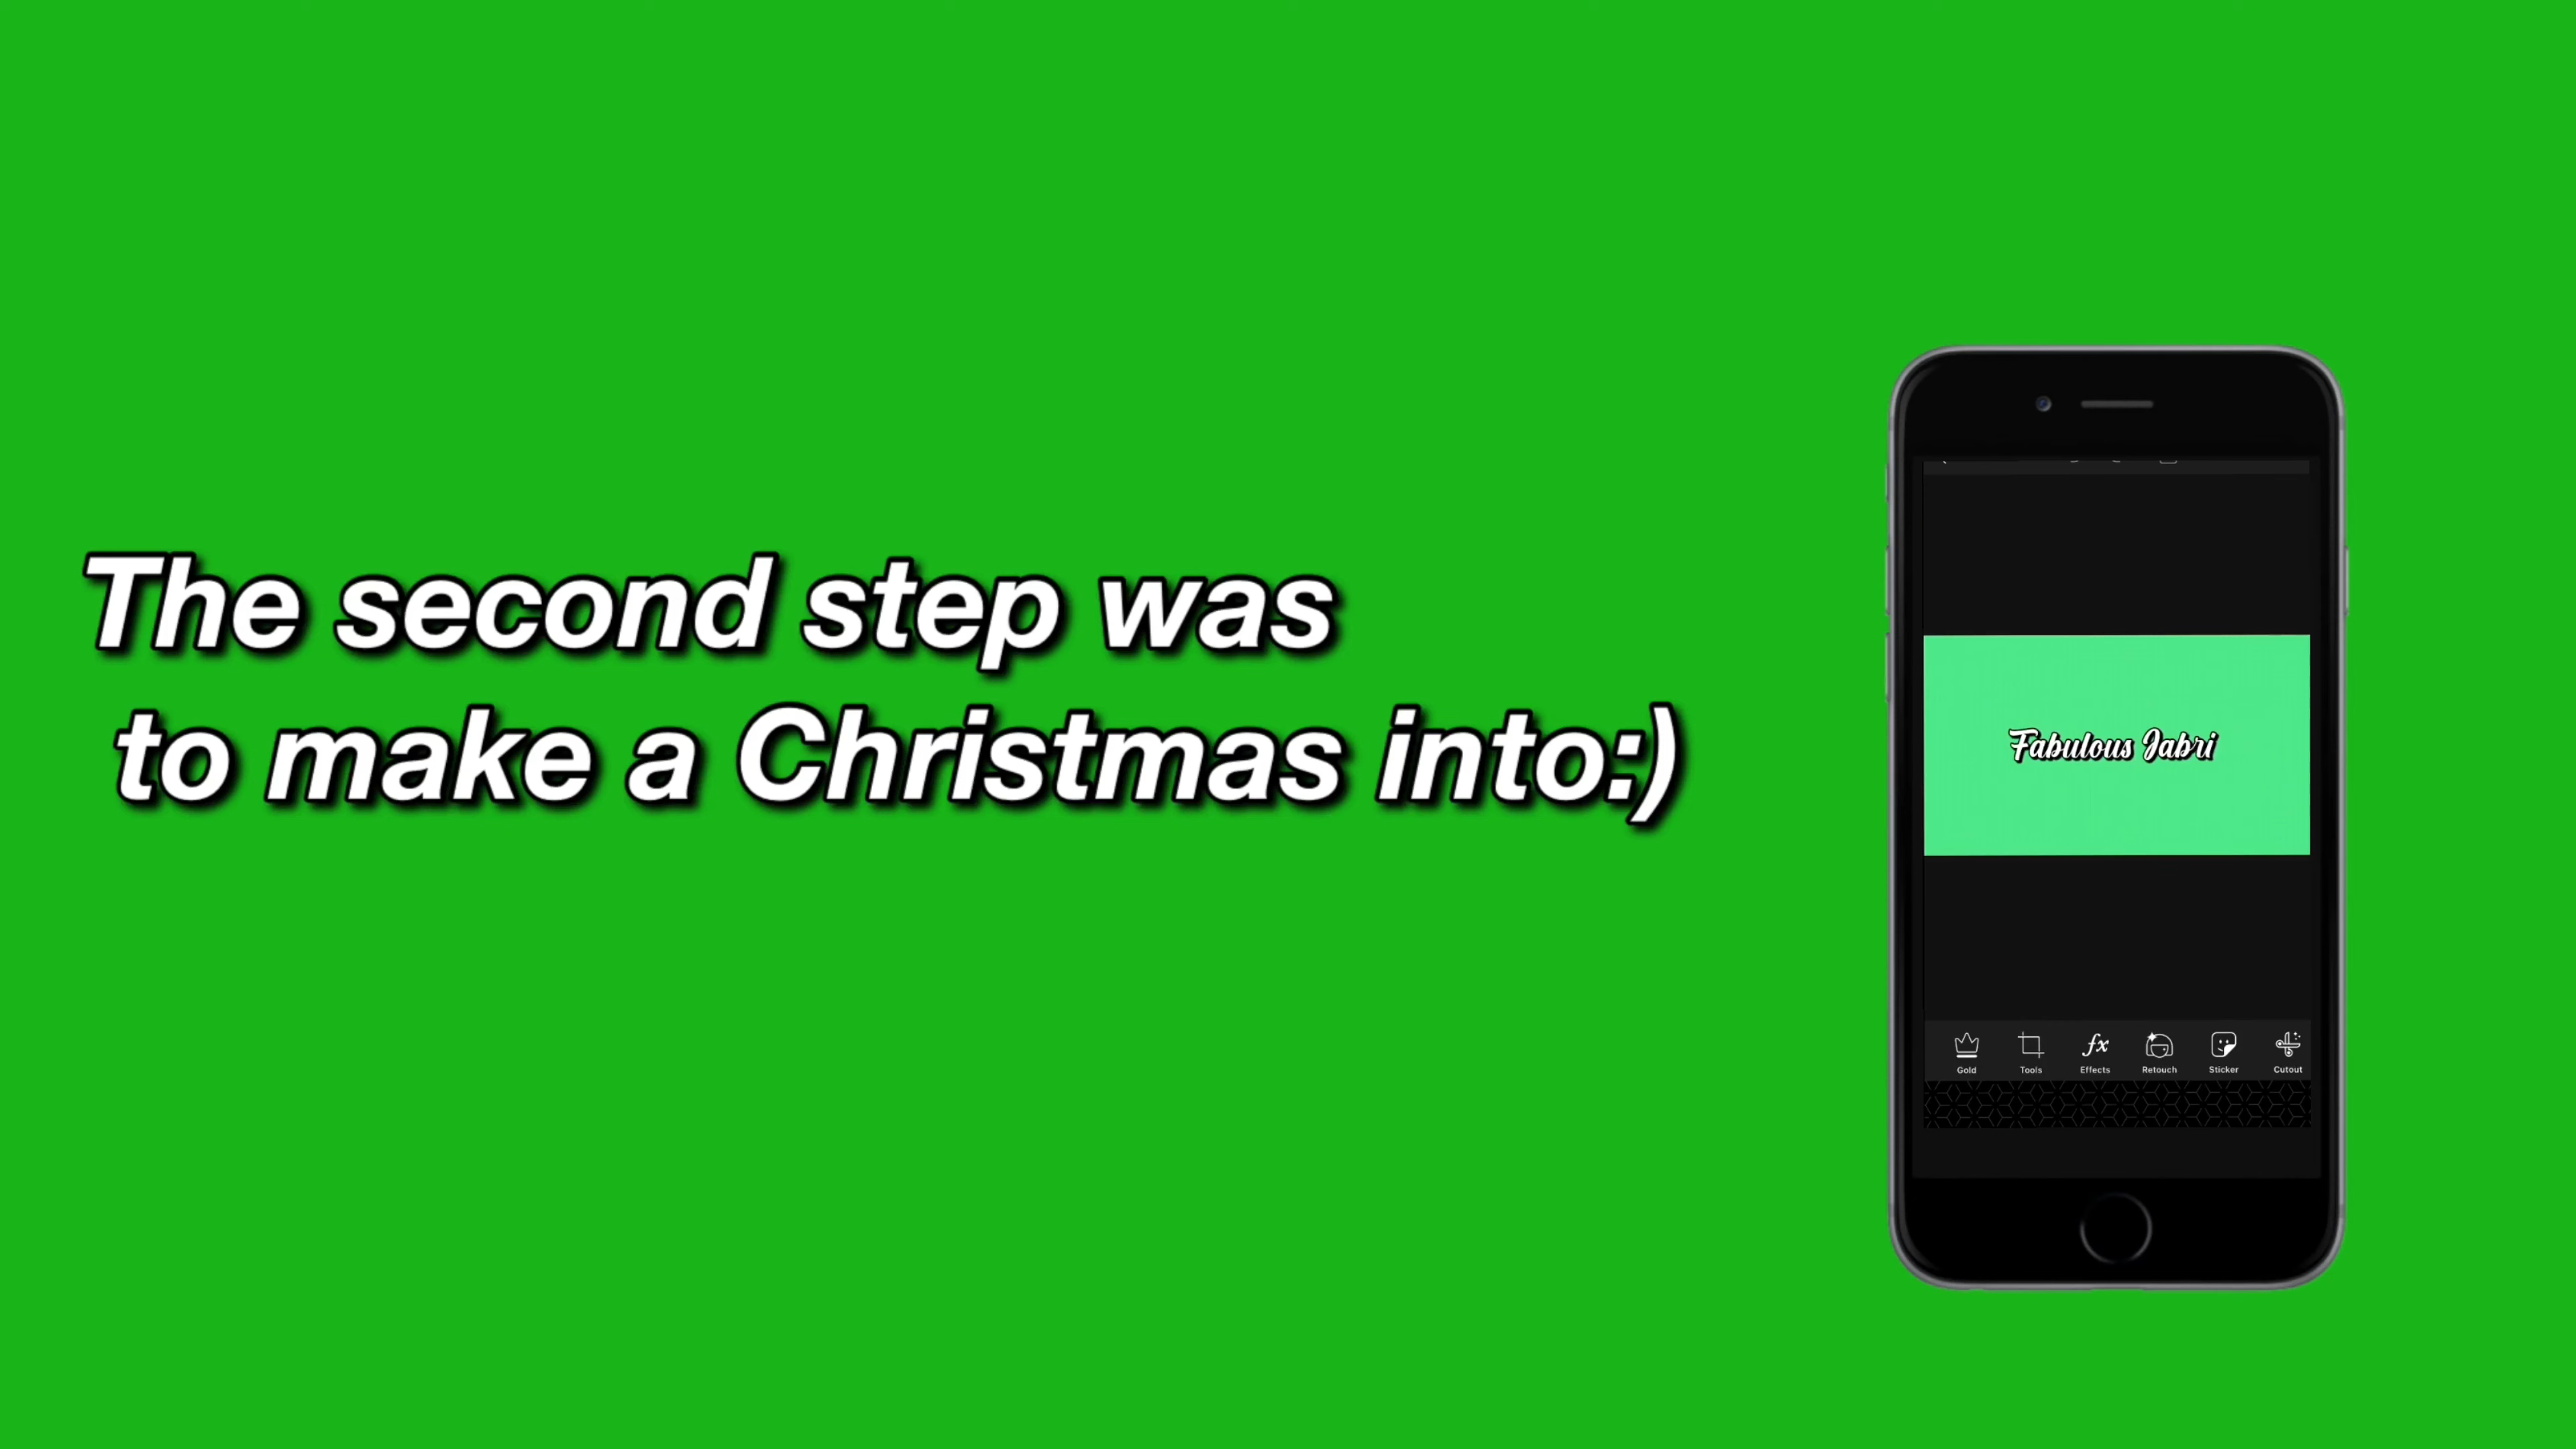 The second step was
to make a Christmas into:)
Fabulous Jabri
Gold Tools Effects Retouch Sticker Cutout